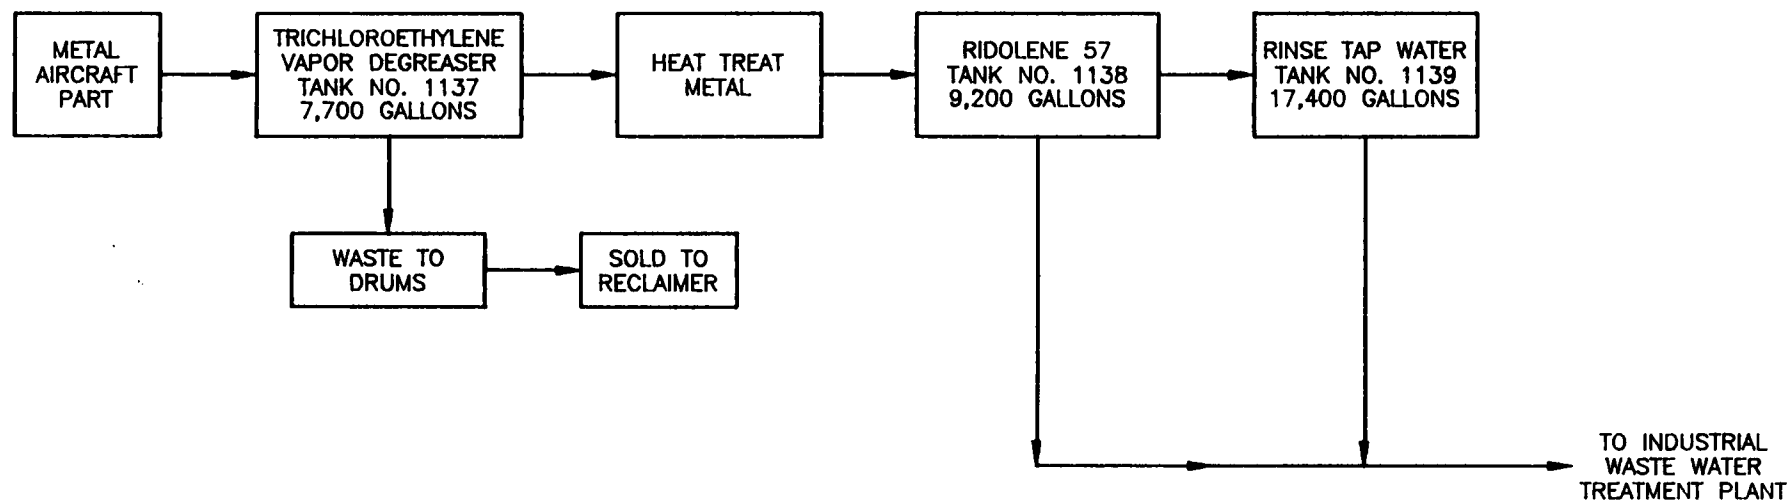 METAL
AIRCRAFT
PART
TRICHLOROETHYLENE
VAPOR DEGREASER
TANK NO. 1137
7,700 GALLONS
HEAT TREAT
METAL
RIDOLENE 57
TANK NO. 1138
9,200 GALLONS
RINSE TAP WATER
TANK NO. 1139
17,400 GALLONS
WASTE TO
DRUMS
SOLD TO
RECLAIMER
TO INDUSTRIAL
WASTE WATER
TREATMENT PLANT